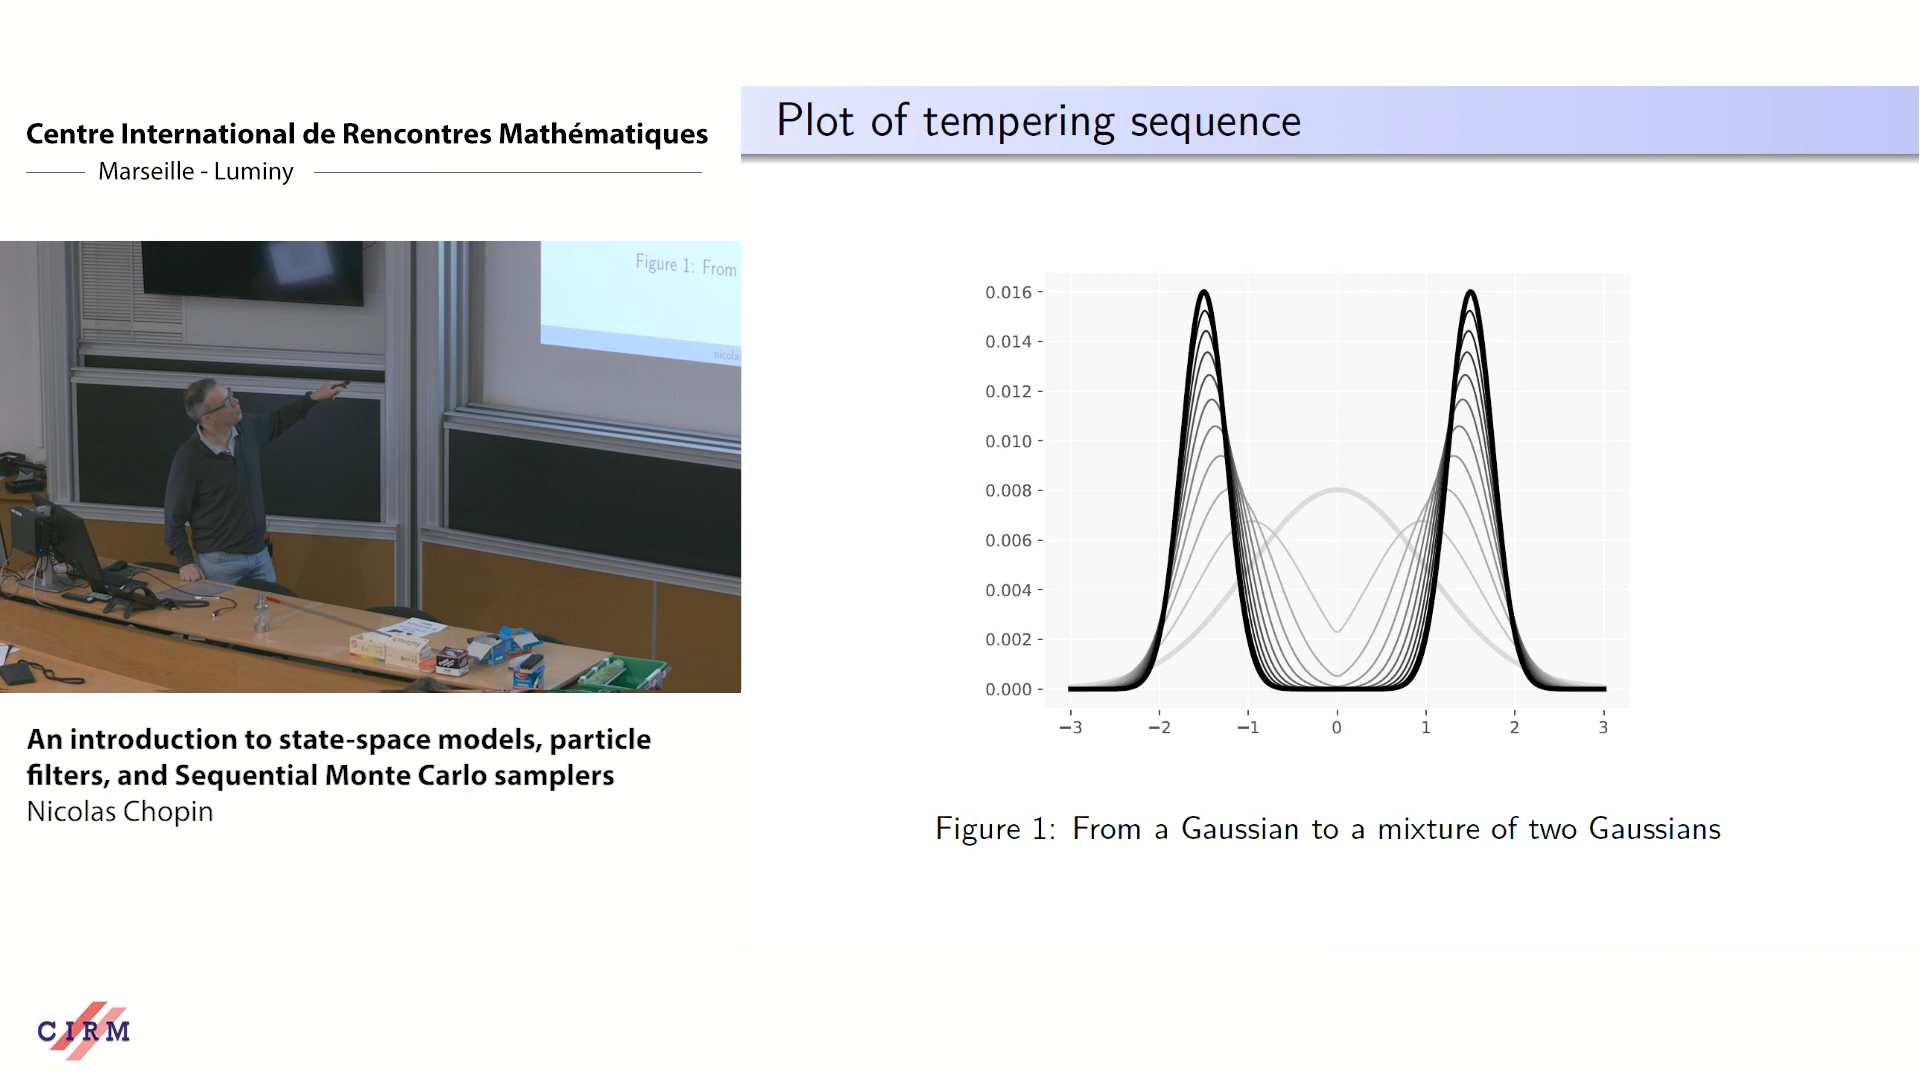 Centre International de Rencontres Mathématiques
Marseille - Luminy
Plot of tempering sequence
Figure 1: From
nicolas
0.016
0.014
0.012
0.010
0.008
0.006
0.004
0.002
0.000
−3 −2 −1 0 1 2 3
Figure 1: From a Gaussian to a mixture of two Gaussians
An introduction to state-space models, particle
filters, and Sequential Monte Carlo samplers
Nicolas Chopin
CIRM